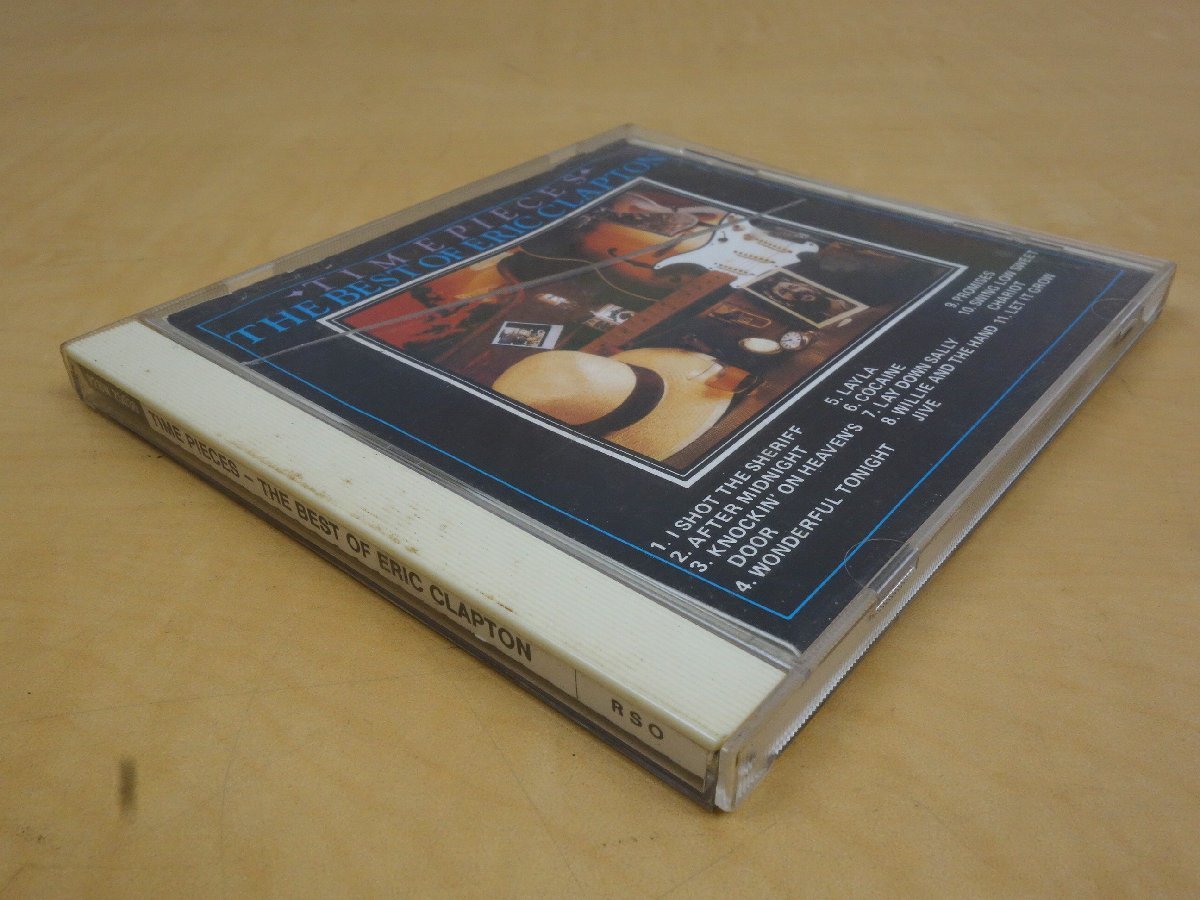 ★TIMEPIECES★
THE BEST OF ERIC CLAPTON
1. I SHOT THE SHERIFF
2. AFTER MIDNIGHT
3. KNOCKIN' ON HEAVEN'S
DOOR
4. WONDERFUL TONIGHT
5. LAYLA
6. COCAINE
7. LAY DOWN SALLY
8. WILLIE AND THE HAND
JIVE
9. PROMISES
10. SWING LOW SWEET
CHARIOT
11. LET IT GROW
TIME PIECES – THE BEST OF ERIC CLAPTON
RSO